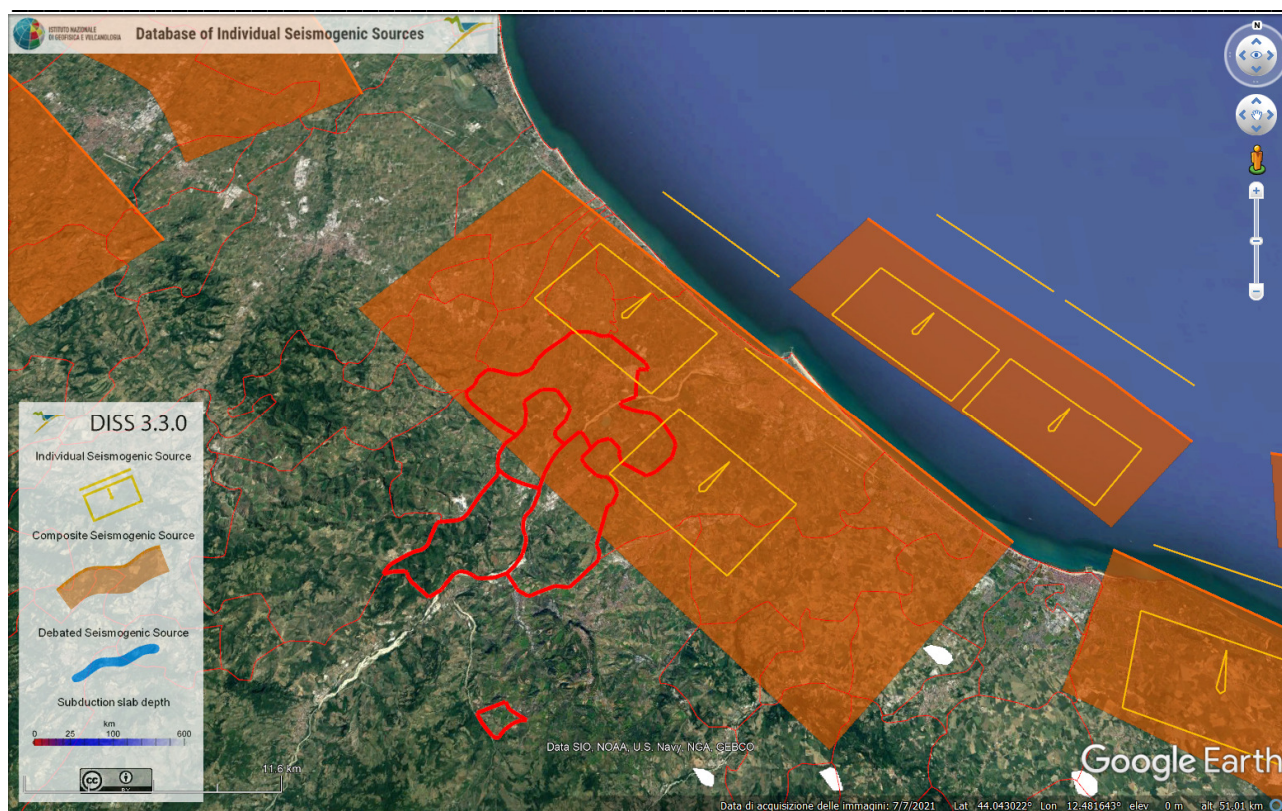 ISTITUTO NAZIONALE
DI GEOFISICA E VULCANOLOGIA
Database of Individual Seismogenic Sources
N
DISS 3.3.0
Individual Seismogenic Source
Composite Seismogenic Source
Debated Seismogenic Source
Subduction slab depth
km
0 25 100 600
CC
BY
11.6 km
Data SIO, NOAA, U.S. Navy, NGA, GEBCO
Google Earth
Data di acquisizione delle immagini: 7/7/2021 Lat 44.043022° Lon 12.481643° elev 0 m alt 51.01 km